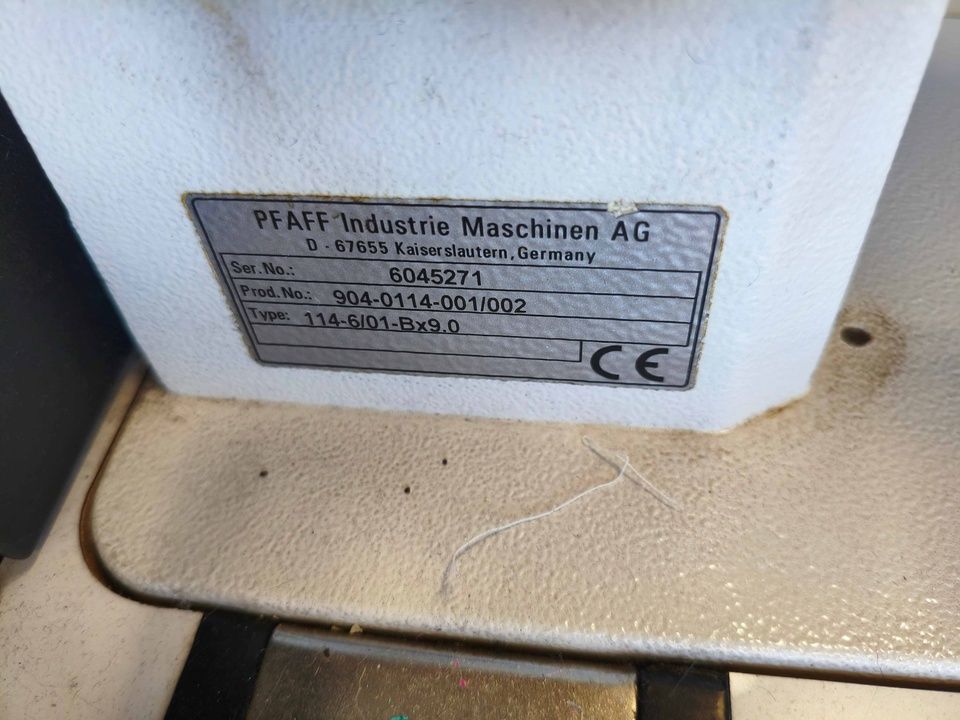 PFAFF Industrie Maschinen AG
D - 67655 Kaiserslautern, Germany
Ser.No.: 6045271
Prod.No.: 904-0114-001/002
Type: 114-6/01-Bx9.0
CE